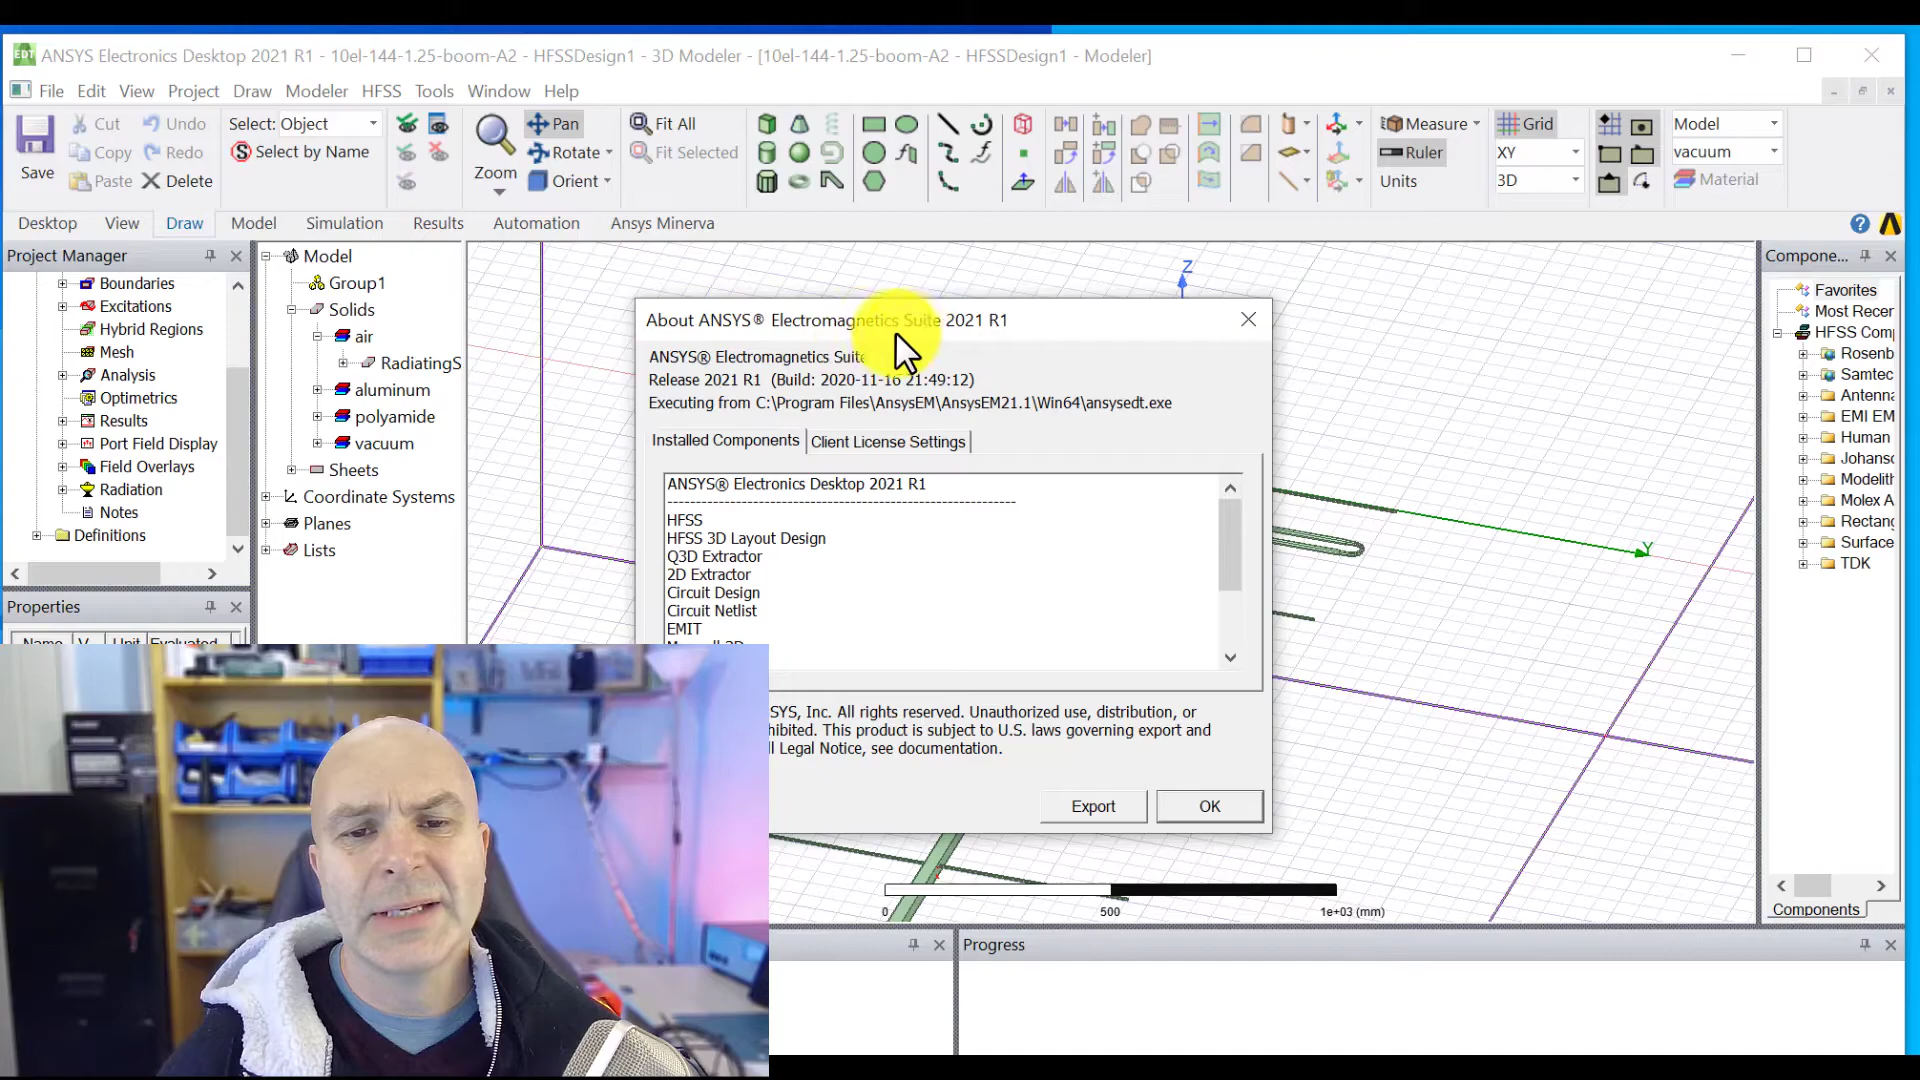 ANSYS Electronics Desktop 2021 R1 - 10el-144-1.25-boom-A2 - HFSSDesign1 - 3D Modeler - [10el-144-1.25-boom-A2 - HFSSDesign1 - Modeler]
File Edit View Project Draw Modeler HFSS Tools Window Help
Save
Cut
Copy
Paste
Undo
Redo
Delete
Select: Object
Select by Name
Zoom
Pan
Rotate
Orient
Fit All
Fit Selected
Measure
Ruler
Units
Grid
XY
3D
Model
vacuum
Material
Desktop View Draw Model Simulation Results Automation Ansys Minerva
Project Manager
Boundaries
Excitations
Hybrid Regions
Mesh
Analysis
Optimetrics
Results
Port Field Display
Field Overlays
Radiation
Notes
Definitions
Properties
Name V Unit Evaluated
Model
Group1
Solids
air
RadiatingS
aluminum
polyamide
vacuum
Sheets
Coordinate Systems
Planes
Lists
Z
Y
About ANSYS® Electromagnetics Suite 2021 R1
ANSYS® Electromagnetics Suite
Release 2021 R1 (Build: 2020-11-16 21:49:12)
Executing from C:\Program Files\AnsysEM\AnsysEM21.1\Win64\ansysedt.exe
Installed Components
Client License Settings
ANSYS® Electronics Desktop 2021 R1
------------------------------------------------------
HFSS
HFSS 3D Layout Design
Q3D Extractor
2D Extractor
Circuit Design
Circuit Netlist
EMIT
SYS, Inc. All rights reserved. Unauthorized use, distribution, or
hibited. This product is subject to U.S. laws governing export and
ll Legal Notice, see documentation.
Export
OK
0 500 1e+03 (mm)
Progress
Compone...
Favorites
Most Recer
HFSS Comp
Rosenb
Samtec
Antenna
EMI EM
Human
Johanso
Modelith
Molex A
Rectang
Surface
TDK
Components